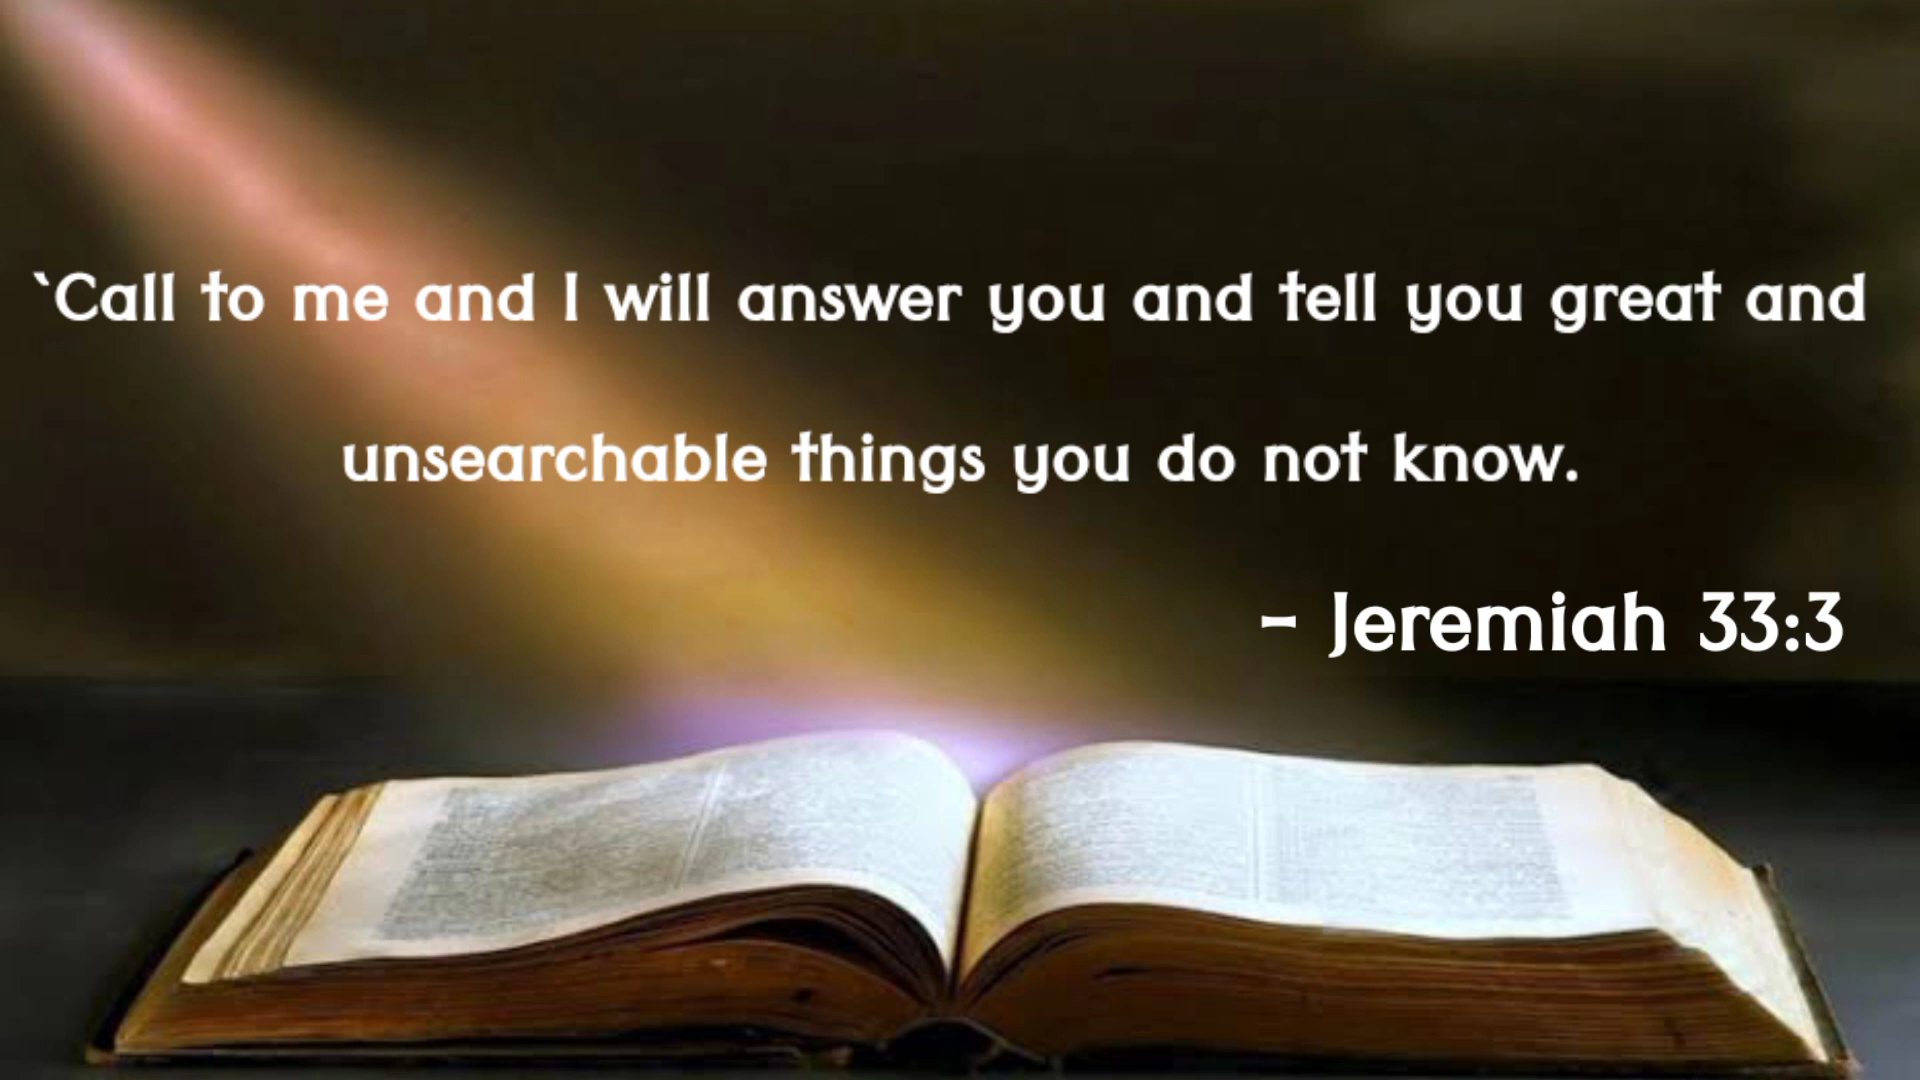 ‘Call to me and I will answer you and tell you great and
unsearchable things you do not know.
- Jeremiah 33:3